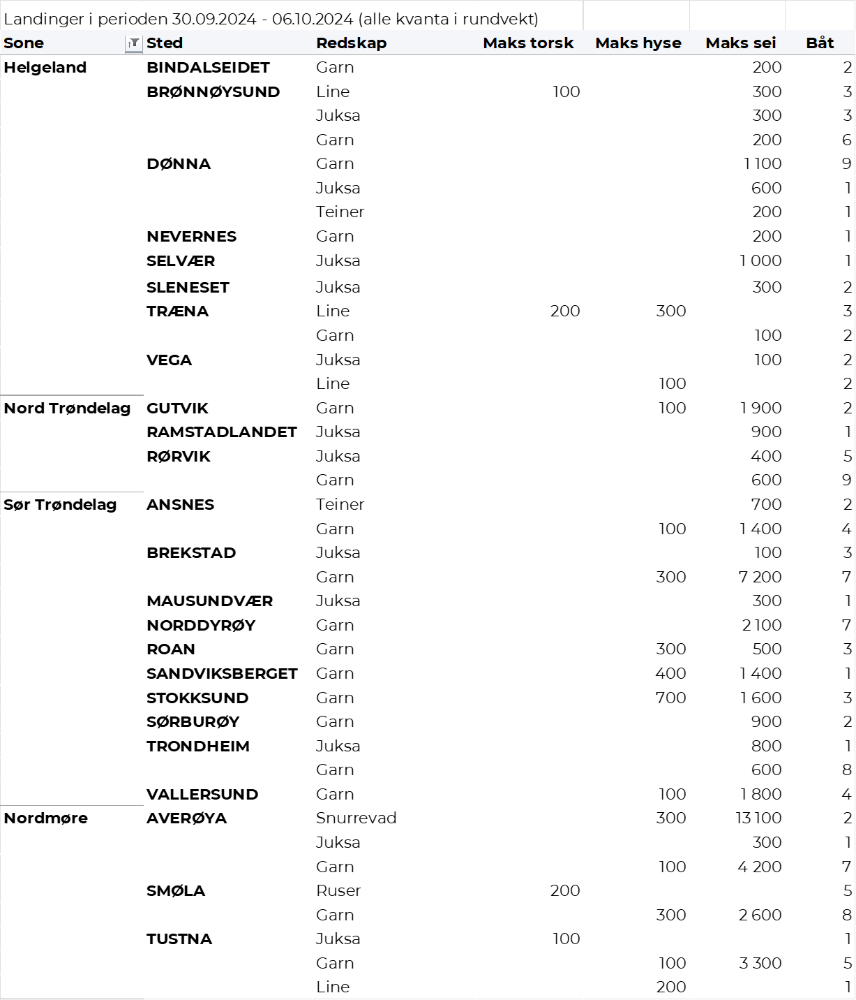 Landinger i perioden 30.09.2024 - 06.10.2024 (alle kvanta i rundvekt)
Sone Sted Redskap Maks torsk Maks hyse Maks sei Båt
Helgeland BINDALSEIDET Garn 200 2
BRØNNØYSUND Line 100 300 3
Juksa 300 3
Garn 200 6
DØNNA Garn 1 100 9
Juksa 600 1
Teiner 200 1
NEVERNES Garn 200 1
SELVÆR Juksa 1 000 1
SLENESET Juksa 300 2
TRÆNA Line 200 300 3
Garn 100 2
VEGA Juksa 100 2
Line 100 2
Nord Trøndelag GUTVIK Garn 100 1 900 2
RAMSTADLANDET Juksa 900 1
RØRVIK Juksa 400 5
Garn 600 9
Sør Trøndelag ANSNES Teiner 700 2
Garn 100 1 400 4
BREKSTAD Juksa 100 3
Garn 300 7 200 7
MAUSUNDVÆR Juksa 300 1
NORDDYRØY Garn 2 100 7
ROAN Garn 300 500 3
SANDVIKSBERGET Garn 400 1 400 1
STOKKSUND Garn 700 1 600 3
SØRBURØY Garn 900 2
TRONDHEIM Juksa 800 1
Garn 600 8
VALLERSUND Garn 100 1 800 4
Nordmøre AVERØYA Snurrevad 300 13 100 2
Juksa 300 1
Garn 100 4 200 7
SMØLA Ruser 200 5
Garn 300 2 600 8
TUSTNA Juksa 100 1
Garn 100 3 300 5
Line 200 1